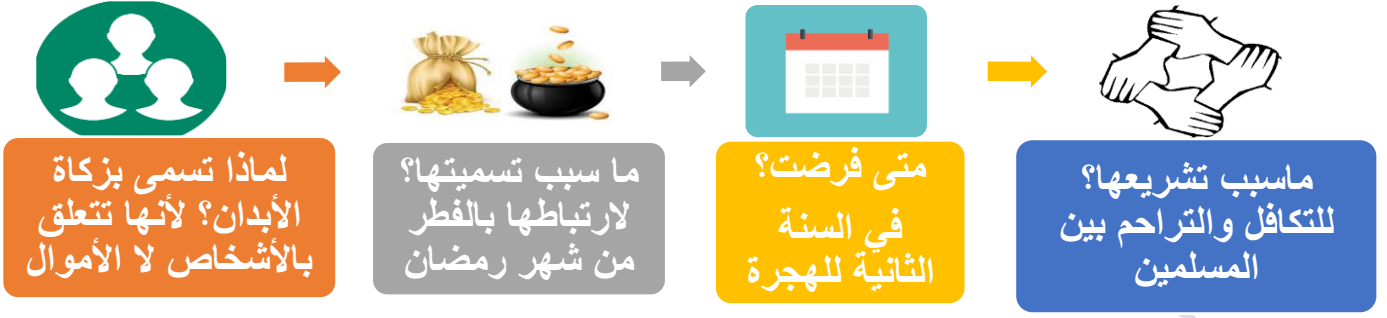 لماذا تسمى بزكاة
الأبدان؟ لأنها تتعلق
بالأشخاص لا الأموال
ما سبب تسميتها؟
لارتباطها بالفطر
من شهر رمضان
متى فرضت؟
في السنة
الثانية للهجرة
ماسبب تشريعها؟
للتكافل والتراحم بين
المسلمين